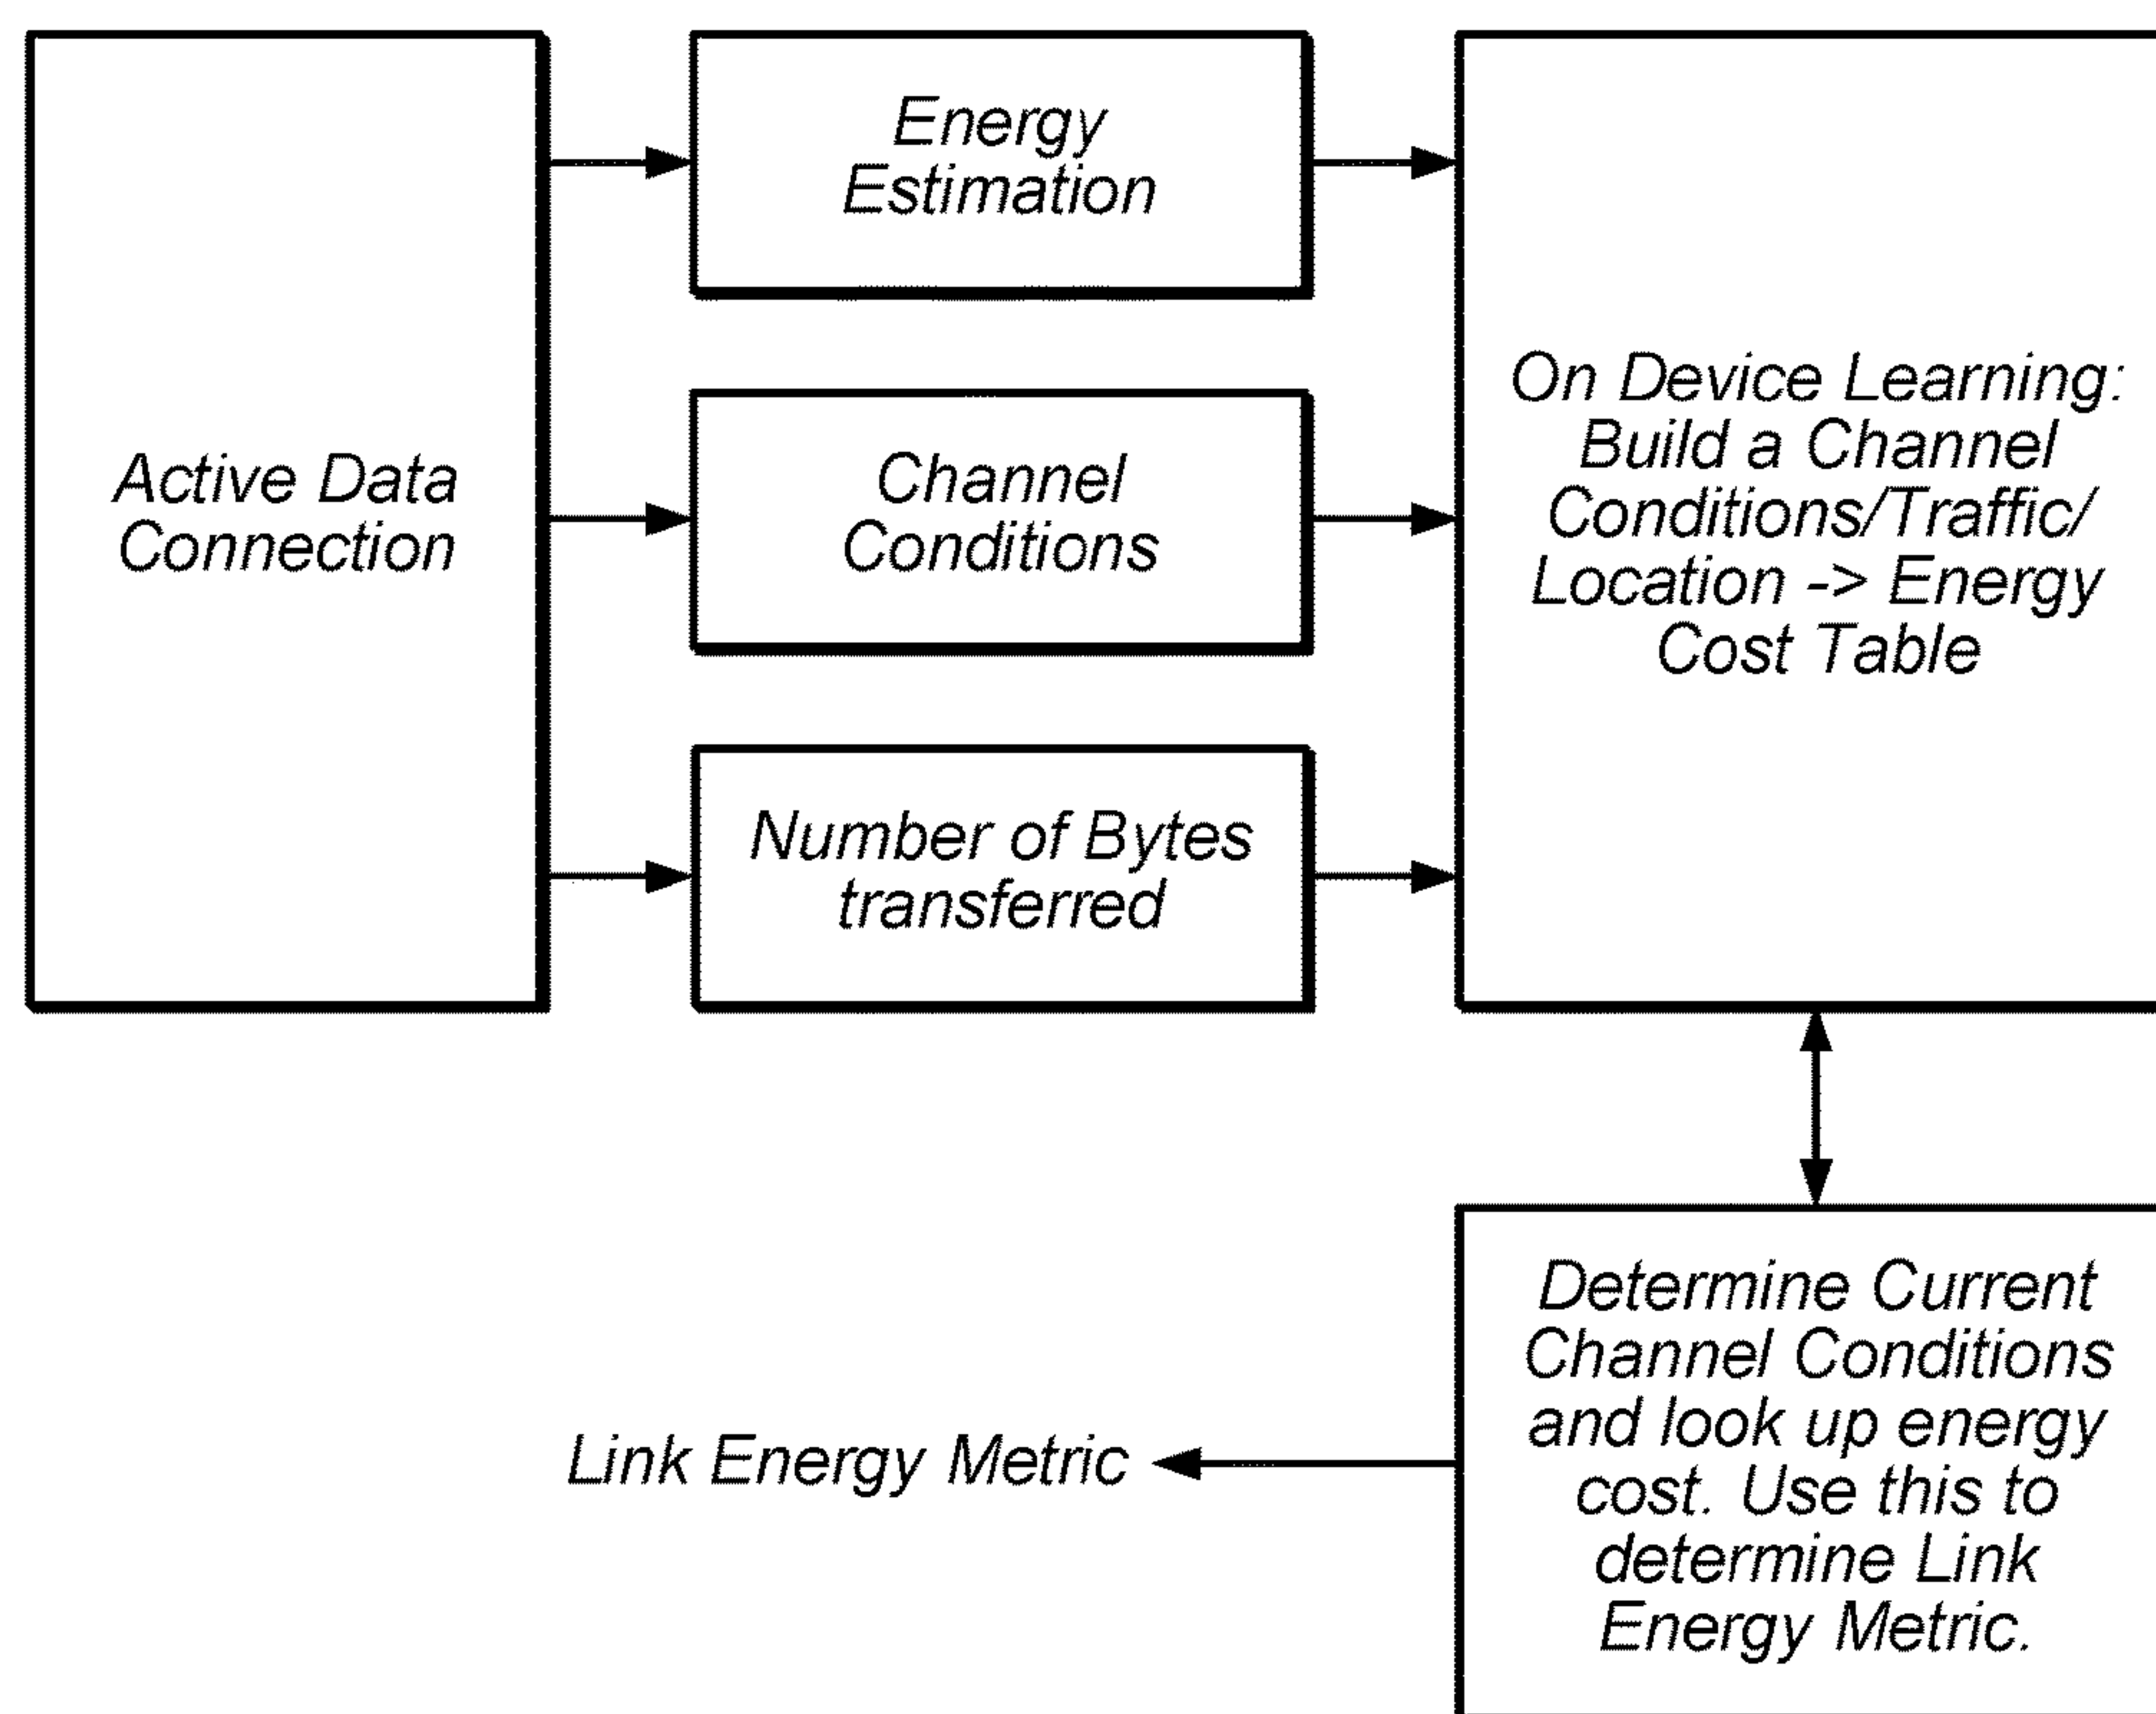 Active Data
Connection
Energy
Estimation
Channel
Conditions
Number of Bytes
transferred
On Device Learning:
Build a Channel
Conditions/Traffic/
Location -> Energy
Cost Table
Determine Current
Channel Conditions
and look up energy
cost. Use this to
determine Link
Energy Metric.
Link Energy Metric